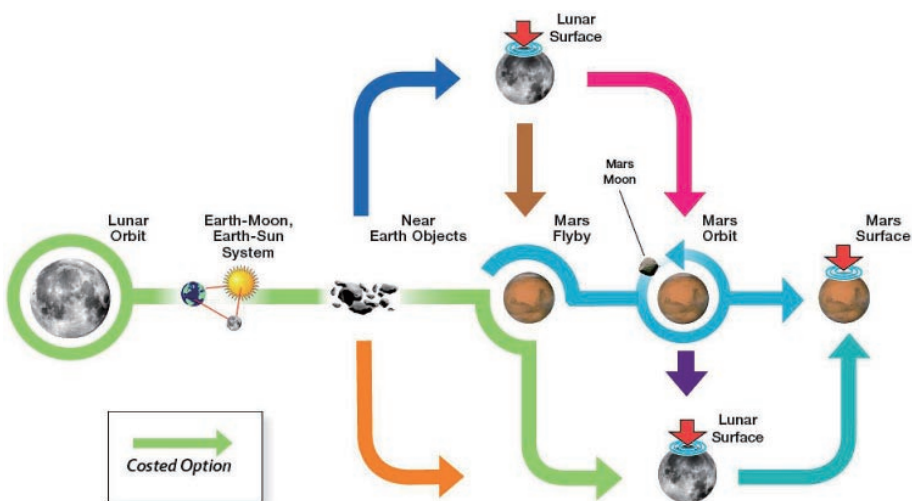 Lunar
Surface
Mars
Moon
Lunar
Orbit
Earth-Moon,
Earth-Sun
System
Near
Earth Objects
Mars
Flyby
Mars
Orbit
Mars
Surface
Lunar
Surface
Costed Option